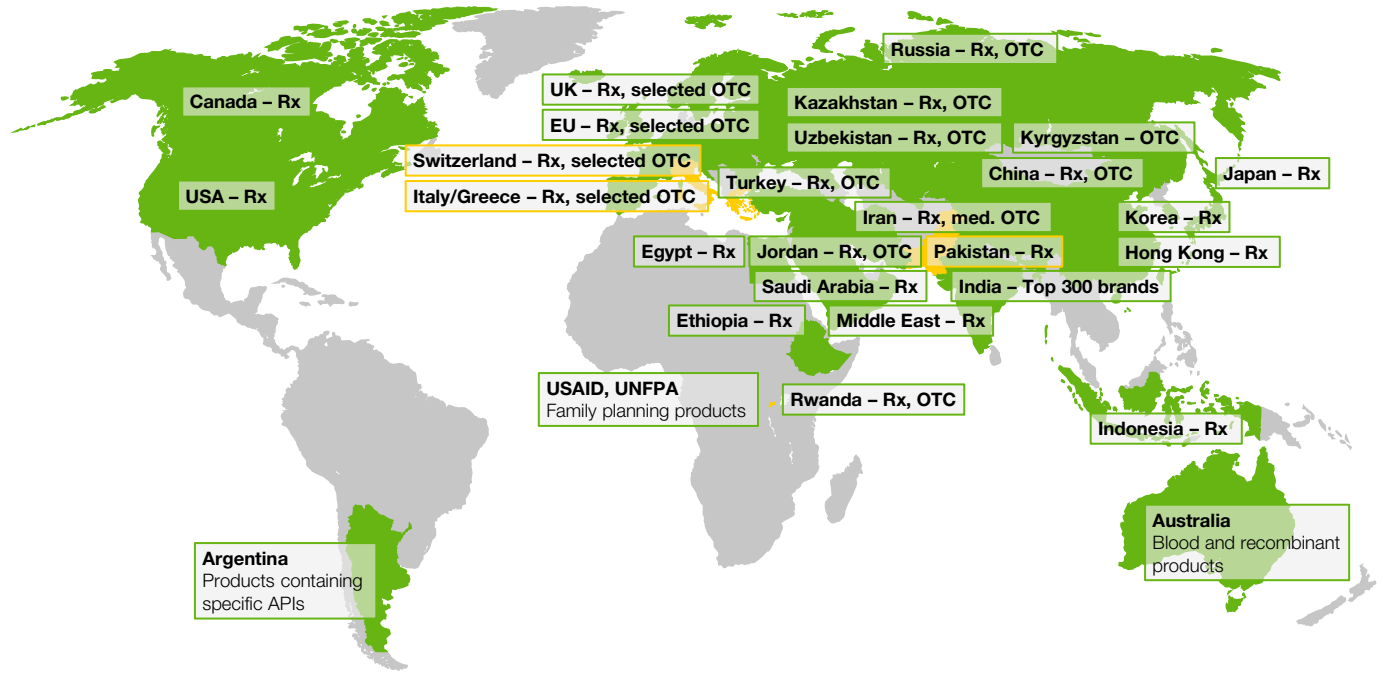 Russia – Rx, OTC
UK – Rx, selected OTC
Canada – Rx
Kazakhstan – Rx, OTC
EU – Rx, selected OTC
Uzbekistan – Rx, OTC
Kyrgyzstan – OTC
Switzerland – Rx, selected OTC
China – Rx, OTC
Japan – Rx
Turkey – Rx, OTC
USA – Rx
Italy/Greece – Rx, selected OTC
Iran – Rx, med. OTC
Korea – Rx
Egypt – Rx
Jordan – Rx, OTC
Pakistan – Rx
Hong Kong – Rx
Saudi Arabia – Rx
India – Top 300 brands
Ethiopia – Rx
Middle East – Rx
USAID, UNFPA
Family planning products
Rwanda – Rx, OTC
Indonesia – Rx
Australia
Blood and recombinant
products
Argentina
Products containing
specific APIs